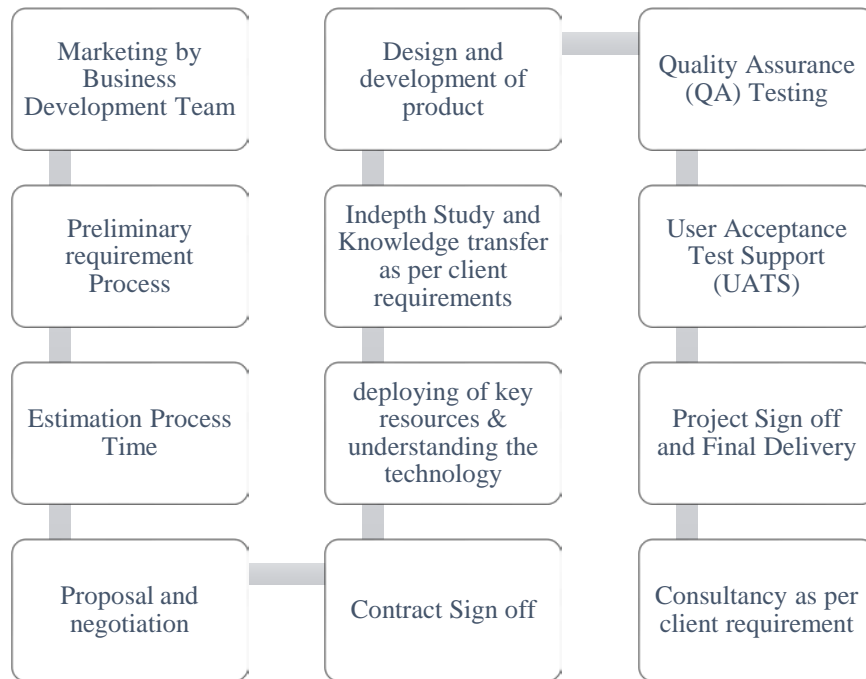 Marketing by
Business
Development Team
Preliminary
requirement
Process
Estimation Process
Time
Proposal and
negotiation
Contract Sign off
deploying of key
resources &
understanding the
technology
Indepth Study and
Knowledge transfer
as per client
requirements
Design and
development of
product
Quality Assurance
(QA) Testing
User Acceptance
Test Support
(UATS)
Project Sign off
and Final Delivery
Consultancy as per
client requirement